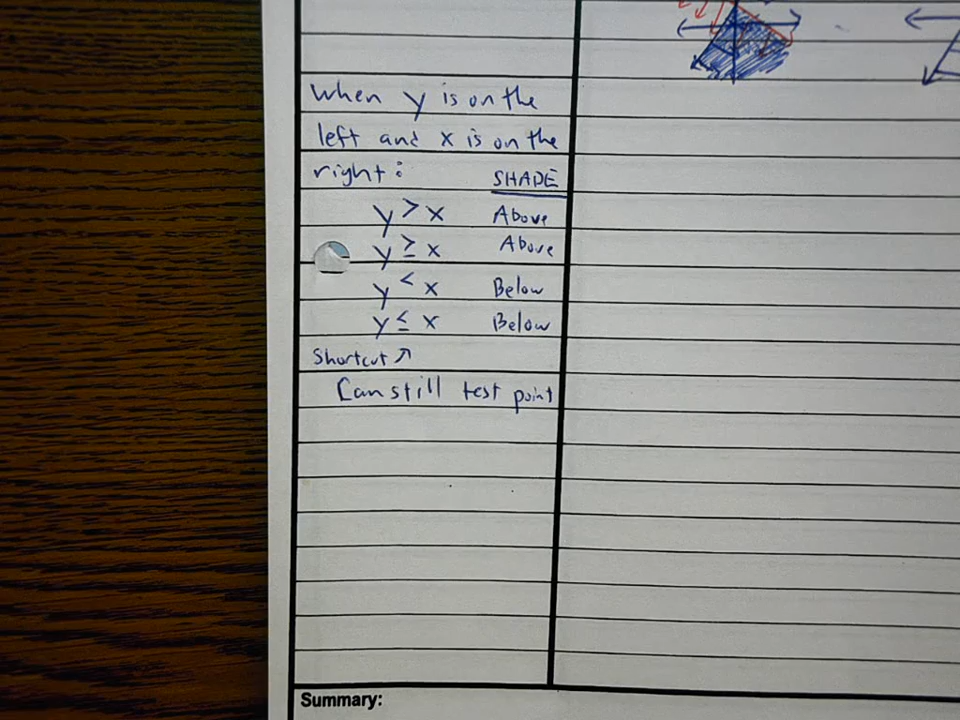 when y is on the
left and x is on the
right: SHADE
y > x Above
y ≥ x Above
y < x Below
y ≤ x Below
Shortcut ↗
Can still test point
Summary: